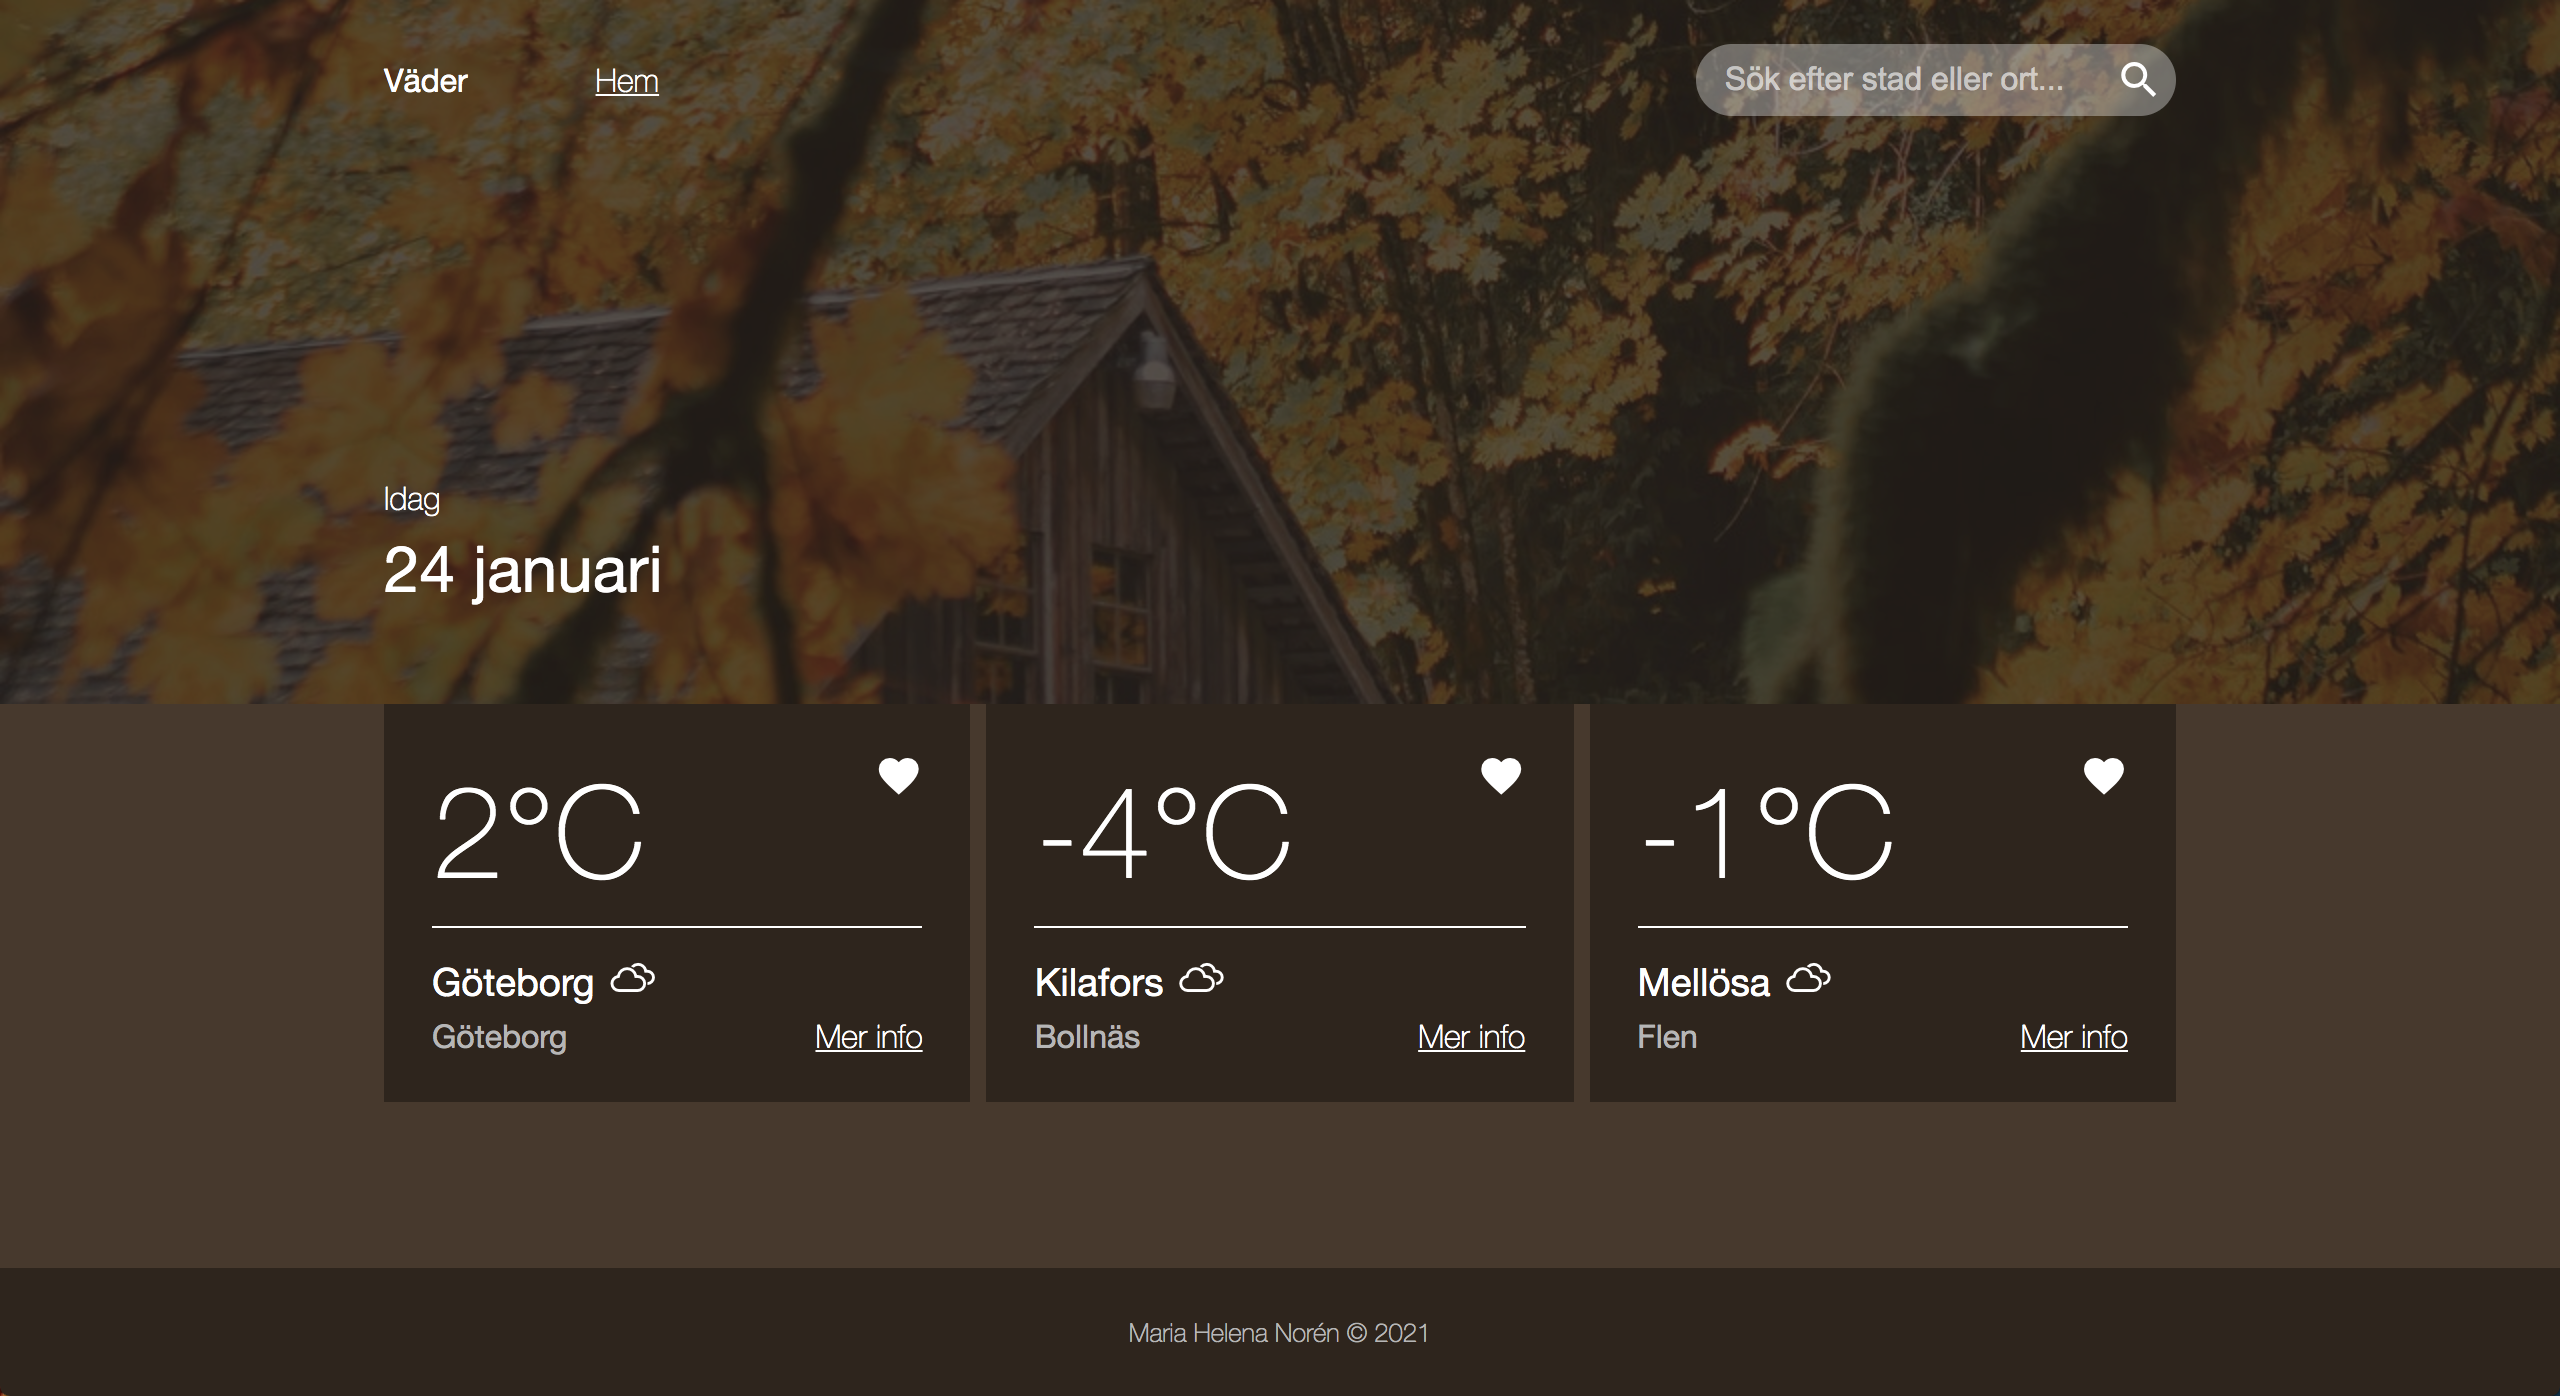 Väder Hem Sök efter stad eller ort...
Idag
24 januari
2°C
Göteborg
Göteborg Mer info
-4°C
Kilafors
Bollnäs Mer info
-1°C
Mellösa
Flen Mer info
Maria Helena Norén © 2021